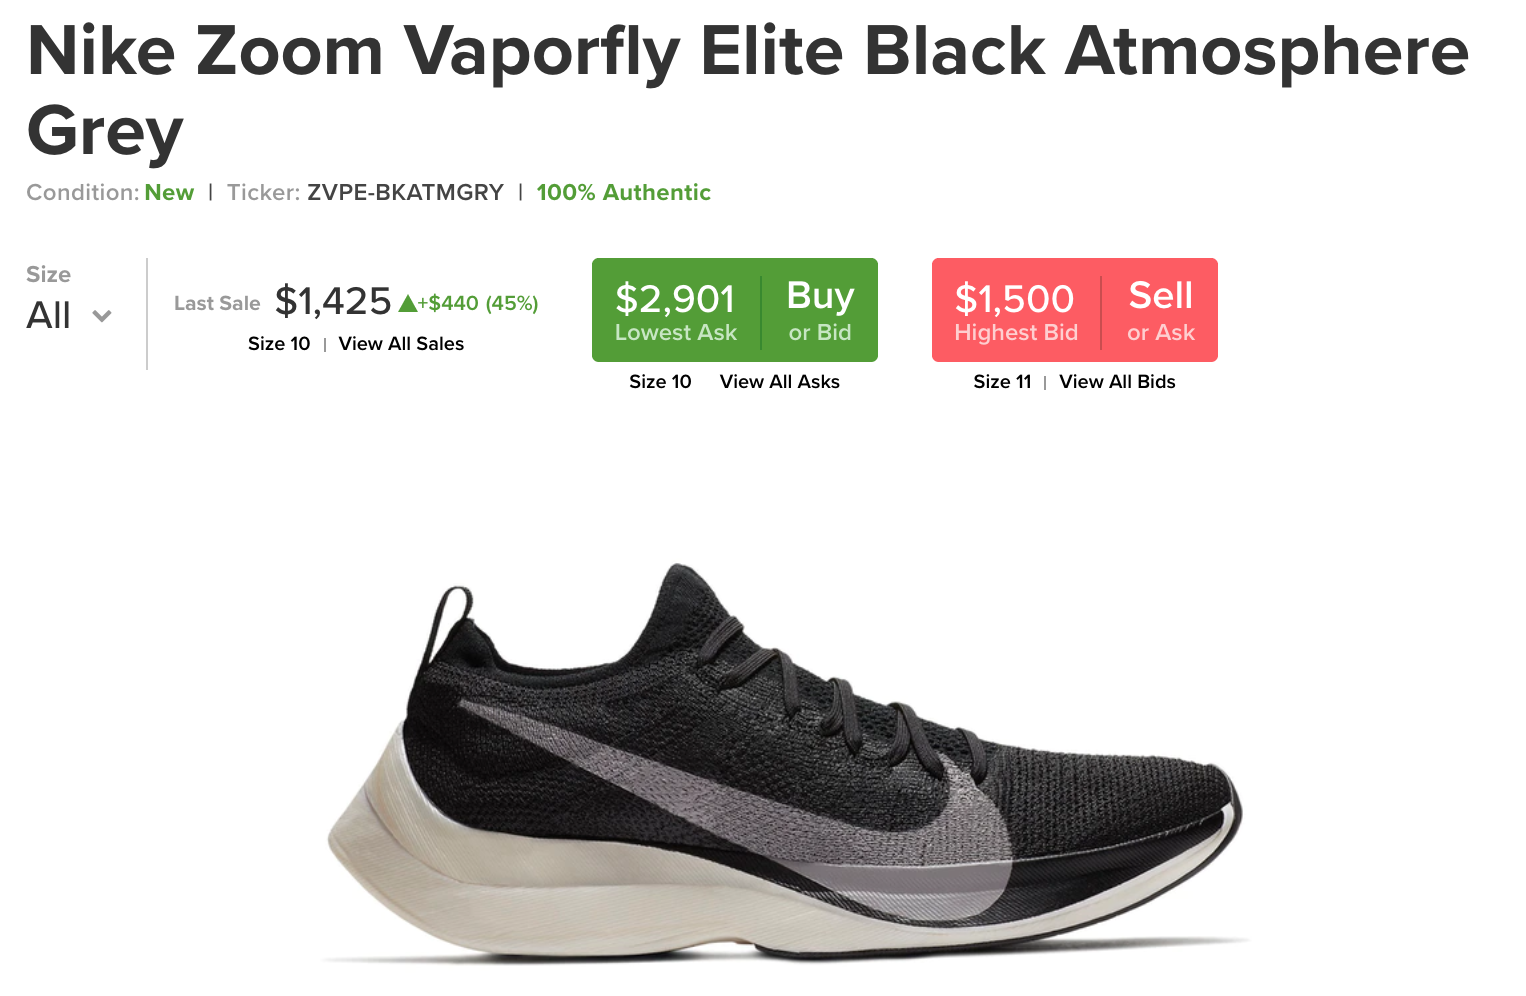 Nike Zoom Vaporfly Elite Black Atmosphere
Grey
Condition: New | Ticker: ZVPE-BKATMGRY | 100% Authentic
Size
All
Last Sale $1,425 ▲+$440 (45%)
Size 10 | View All Sales
$2,901
Lowest Ask
Buy
or Bid
Size 10 View All Asks
$1,500
Highest Bid
Sell
or Ask
Size 11 | View All Bids